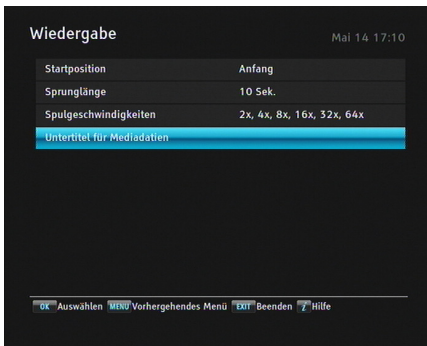 Wiedergabe
Mai 14 17:10
Startposition Anfang
Sprunglänge 10 Sek.
Spulgeschwindigkeiten 2x, 4x, 8x, 16x, 32x, 64x
Untertitel für Mediadatien
OK Auswählen MENÜ Vorhergehendes Menü EXIT Beenden i Hilfe